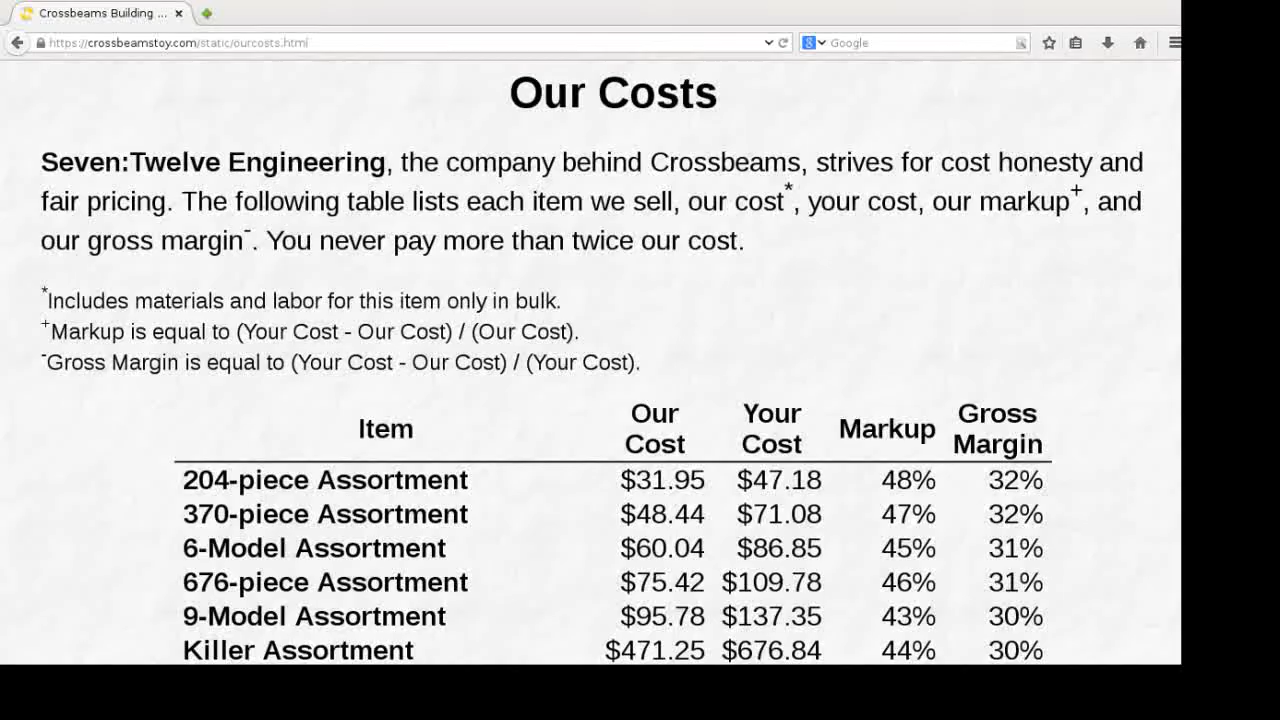 Crossbeams Building ...
https://crossbeamstoy.com/static/ourcosts.html
Google
Our Costs
Seven:Twelve Engineering, the company behind Crossbeams, strives for cost honesty and
fair pricing. The following table lists each item we sell, our cost*, your cost, our markup+, and
our gross margin-. You never pay more than twice our cost.
*Includes materials and labor for this item only in bulk.
+Markup is equal to (Your Cost - Our Cost) / (Our Cost).
-Gross Margin is equal to (Your Cost - Our Cost) / (Your Cost).
Item Our Cost Your Cost Markup Gross Margin
204-piece Assortment $31.95 $47.18 48% 32%
370-piece Assortment $48.44 $71.08 47% 32%
6-Model Assortment $60.04 $86.85 45% 31%
676-piece Assortment $75.42 $109.78 46% 31%
9-Model Assortment $95.78 $137.35 43% 30%
Killer Assortment $471.25 $676.84 44% 30%